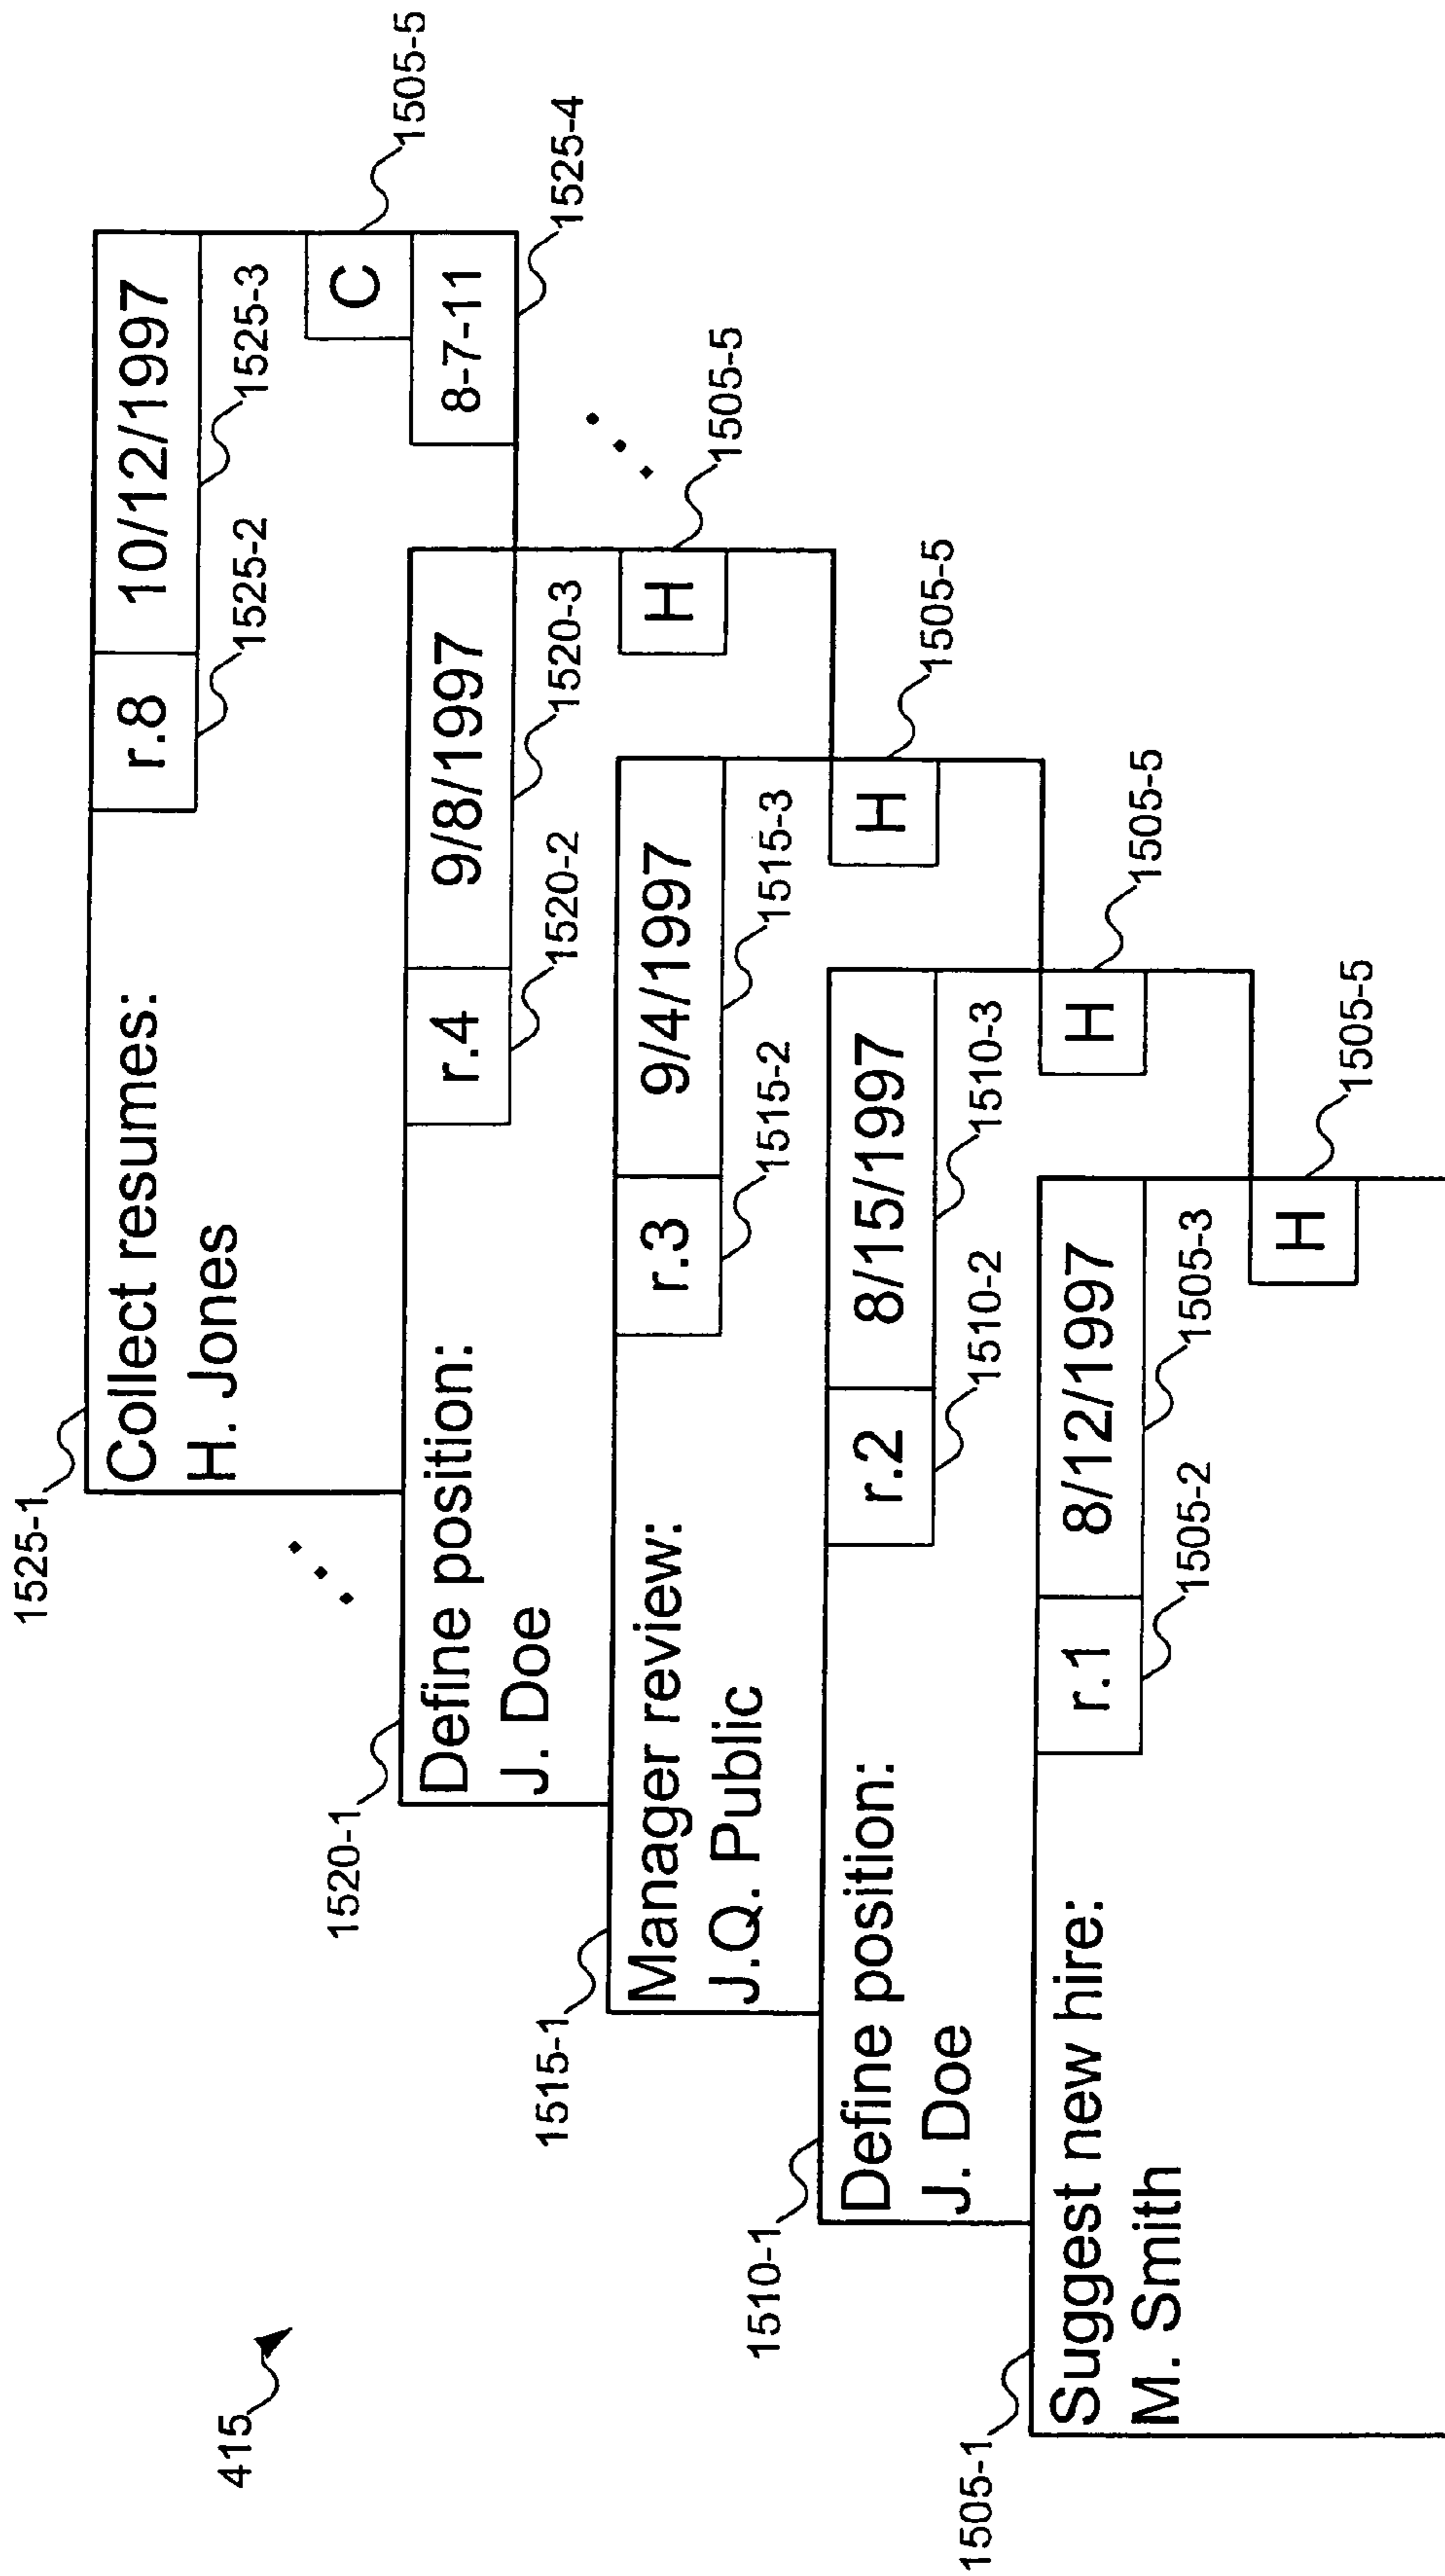 415
1525-1
Collect resumes:
H. Jones
r.8
10/12/1997
1525-2
1525-3
C
1505-5
8-7-11
1525-4
1520-1
Define position:
J. Doe
r.4
9/8/1997
1520-2
1520-3
H
1505-5
1515-1
Manager review:
J.Q. Public
r.3
9/4/1997
1515-2
1515-3
H
1505-5
1510-1
Define position:
J. Doe
r.2
8/15/1997
1510-2
1510-3
H
1505-5
1505-1
Suggest new hire:
M. Smith
r.1
8/12/1997
1505-2
1505-3
H
1505-5